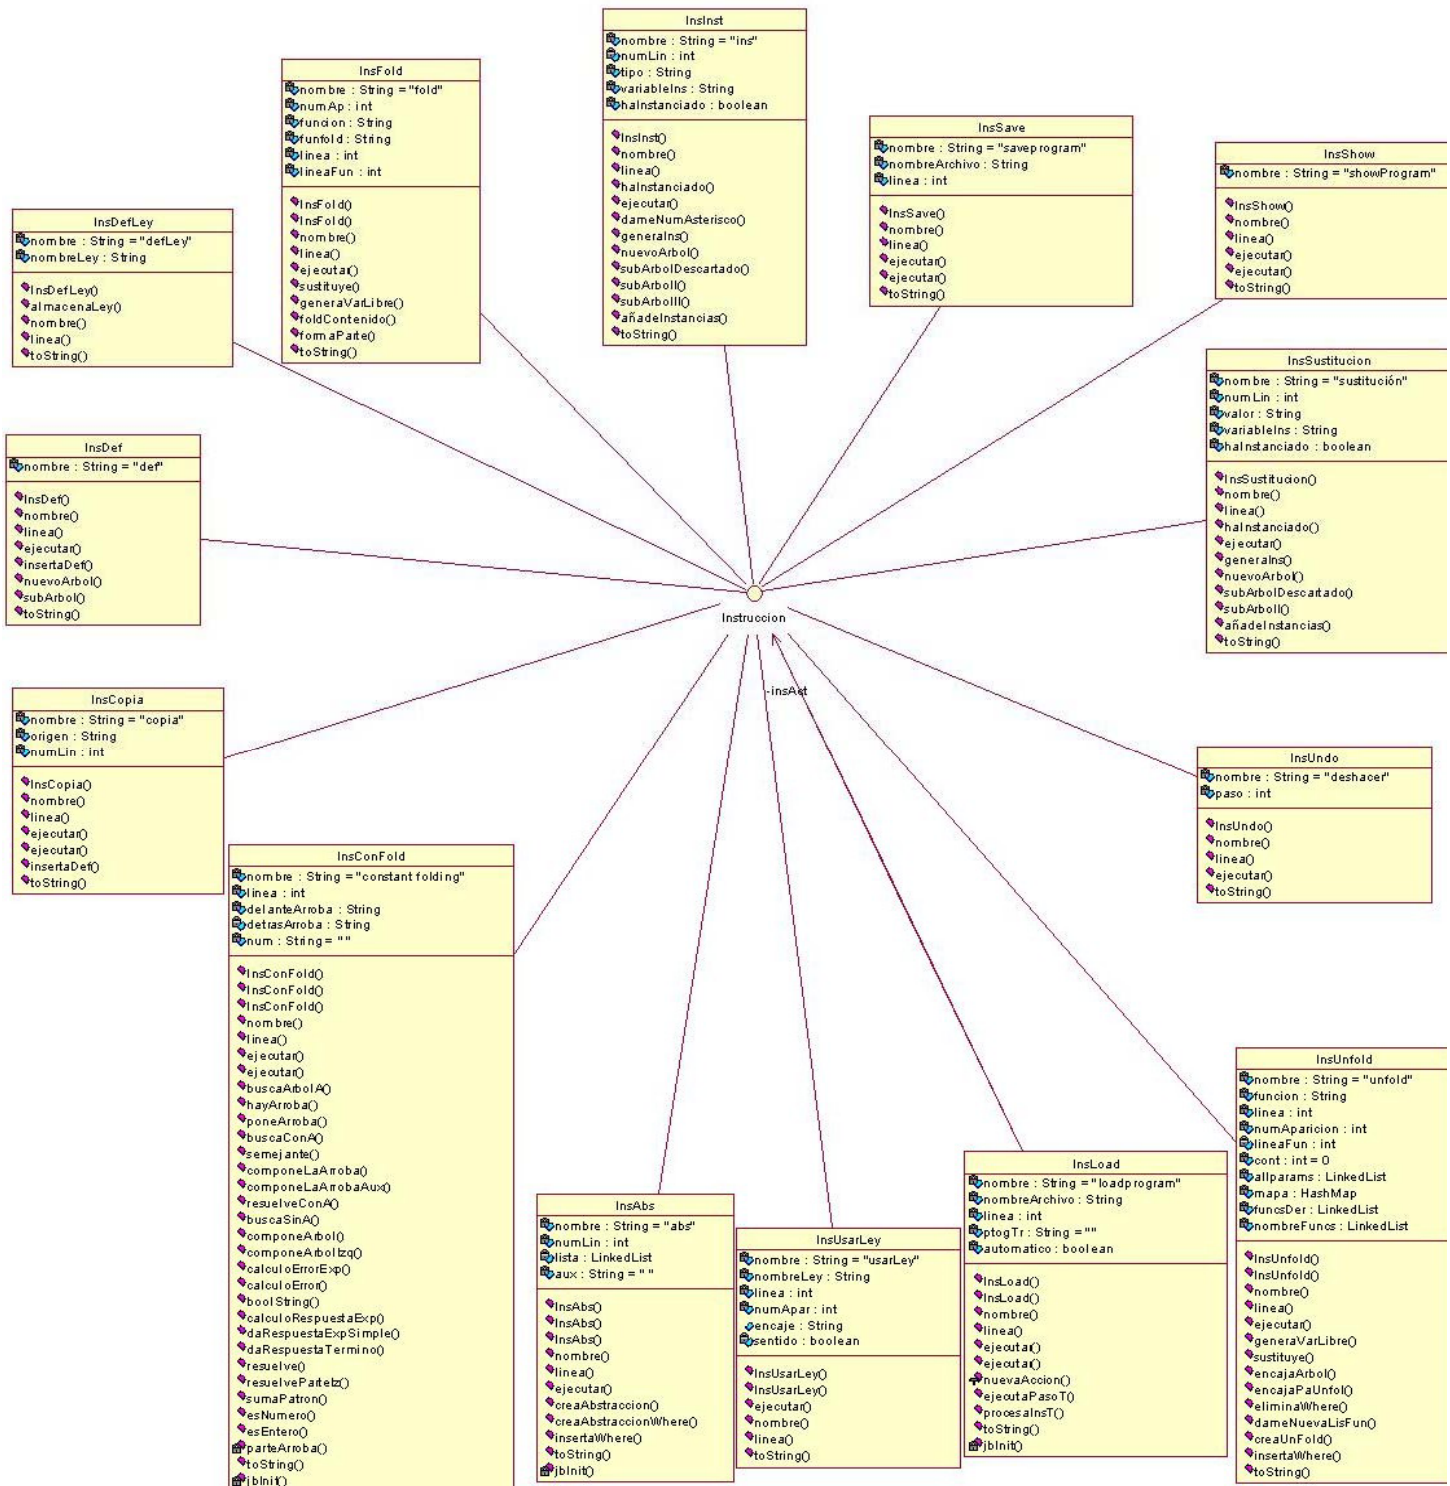 InsInst
nombre : String = "ins"
numLin : int
tipo : String
variableIns : String
haInstanciado : boolean
InsInst()
nombre()
linea()
haInstanciado()
ejecutar()
dameNumAsterisco()
generaIns()
nuevoArbol()
subArbolDescartado()
subArbolI()
subArbolII()
añadeInstancias()
toString()
InsFold
nombre : String = "fold"
numAp : int
funcion : String
funfold : String
linea : int
lineaFun : int
InsFold()
InsFold()
nombre()
linea()
ejecutar()
sustituye()
generaVarLibre()
foldContenido()
formaParte()
toString()
InsSave
nombre : String = "saveprogram"
nombreArchivo : String
linea : int
InsSave()
nombre()
linea()
ejecutar()
ejecutar()
toString()
InsShow
nombre : String = "showProgram"
InsShow()
nombre()
linea()
ejecutar()
ejecutar()
toString()
InsDefLey
nombre : String = "defLey"
nombreLey : String
InsDefLey()
almacenaLey()
nombre()
linea()
toString()
InsSustitucion
nombre : String = "sustitución"
numLin : int
valor : String
variableIns : String
haInstanciado : boolean
InsSustitucion()
nombre()
linea()
haInstanciado()
ejecutar()
generaIns()
nuevoArbol()
subArbolDescartado()
subArbolI()
añadeInstancias()
toString()
InsDef
nombre : String = "def"
InsDef()
nombre()
linea()
ejecutar()
insertaDef()
nuevoArbol()
subArbol()
toString()
Instruccion
-insAct
InsCopia
nombre : String = "copia"
origen : String
numLin : int
InsCopia()
nombre()
linea()
ejecutar()
ejecutar()
insertaDef()
toString()
InsUndo
nombre : String = "deshacer"
paso : int
InsUndo()
nombre()
linea()
ejecutar()
toString()
InsConFold
nombre : String = "constant folding"
linea : int
delanteArroba : String
detrasArroba : String
num : String = ""
InsConFold()
InsConFold()
InsConFold()
nombre()
linea()
ejecutar()
ejecutar()
buscaArbolA()
hayArroba()
poneArroba()
buscaConA()
semejante()
componeLaArroba()
componeLaArrobaAux()
resuelveConA()
buscaSinA()
componeArbol()
componeArbolIzq()
calculoErrorExp()
calculoError()
boolString()
calculoRespuestaExp()
daRespuestaExpSimple()
daRespuestaTermino()
resuelve()
resuelveParteIz()
sumaPatron()
esNumero()
esEntero()
parteArroba()
toString()
jbInit()
InsAbs
nombre : String = "abs"
numLin : int
lista : LinkedList
aux : String = " "
InsAbs()
InsAbs()
InsAbs()
nombre()
linea()
ejecutar()
creaAbstraccion()
creaAbstraccionWhere()
insertaWhere()
toString()
jbInit()
InsUsarLey
nombre : String = "usarLey"
nombreLey : String
linea : int
numApar : int
encaje : String
sentido : boolean
InsUsarLey()
InsUsarLey()
ejecutar()
nombre()
linea()
toString()
InsLoad
nombre : String = "loadprogram"
nombreArchivo : String
linea : int
ptogTr : String = ""
automatico : boolean
InsLoad()
InsLoad()
nombre()
linea()
ejecutar()
ejecutar()
nuevaAccion()
ejecutaPasoT()
procesaInsT()
toString()
jbInit()
InsUnfold
nombre : String = "unfold"
funcion : String
linea : int
numAparicion : int
lineaFun : int
cont : int = 0
allparams : LinkedList
mapa : HashMap
funcsDer : LinkedList
nombreFuncs : LinkedList
InsUnfold()
InsUnfold()
nombre()
linea()
ejecutar()
generaVarLibre()
sustituye()
encajaArbol()
encajaPaUnfol()
eliminaWhere()
dameNuevaLisFun()
creaUnFold()
insertaWhere()
toString()